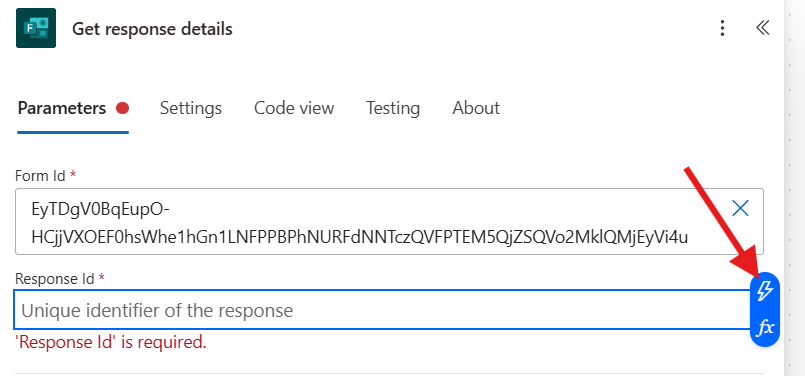 Get response details
Parameters Settings Code view Testing About
Form Id *
EyTDgV0BqEupO-
HCjjVXOEF0hsWhe1hGn1LNFPPBPhNURFdNNTczQVFPTEM5QjZSQVo2MklQMjEyVi4u
Response Id *
Unique identifier of the response
'Response Id' is required.
fx